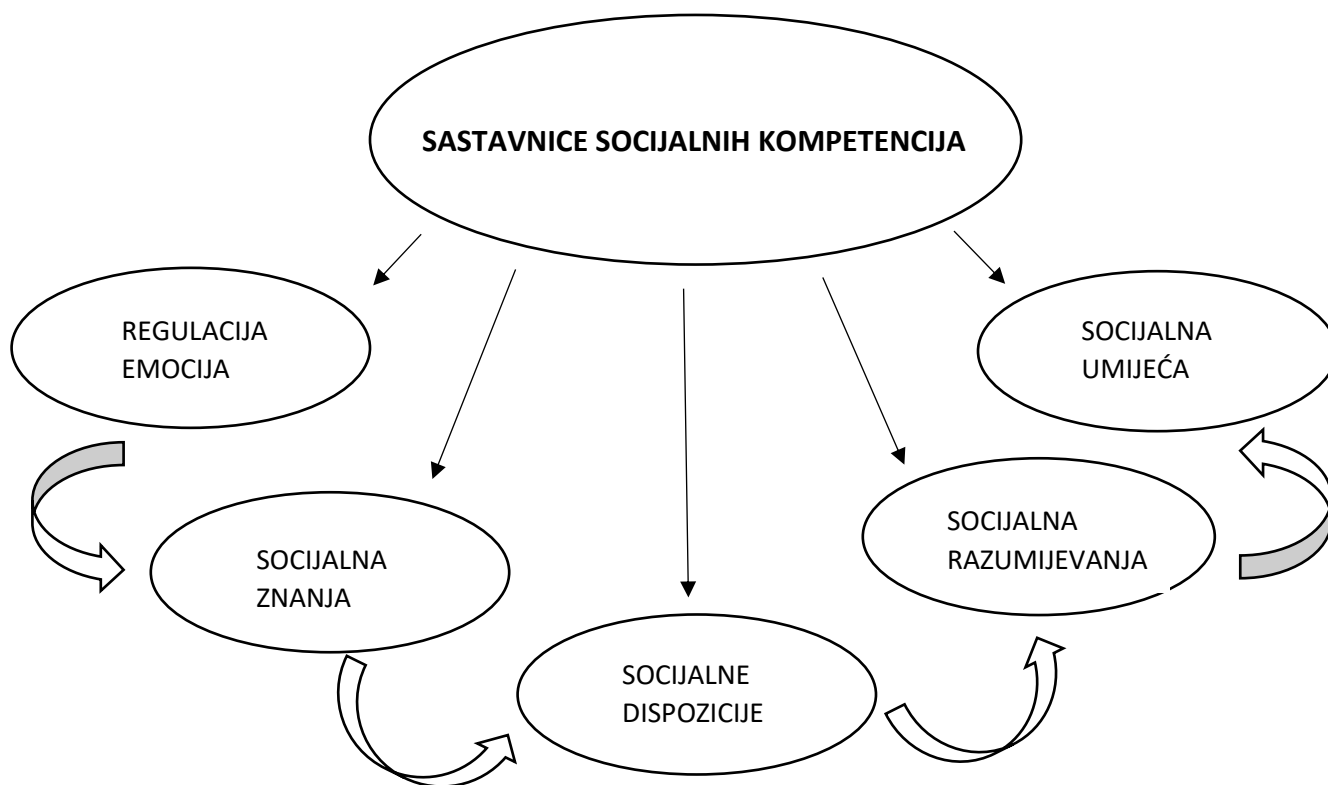 SASTAVNICE SOCIJALNIH KOMPETENCIJA
REGULACIJA
EMOCIJA
SOCIJALNA
ZNANJA
SOCIJALNE
DISPOZICIJE
SOCIJALNA
RAZUMIJEVANJA
SOCIJALNA
UMIJEĆA